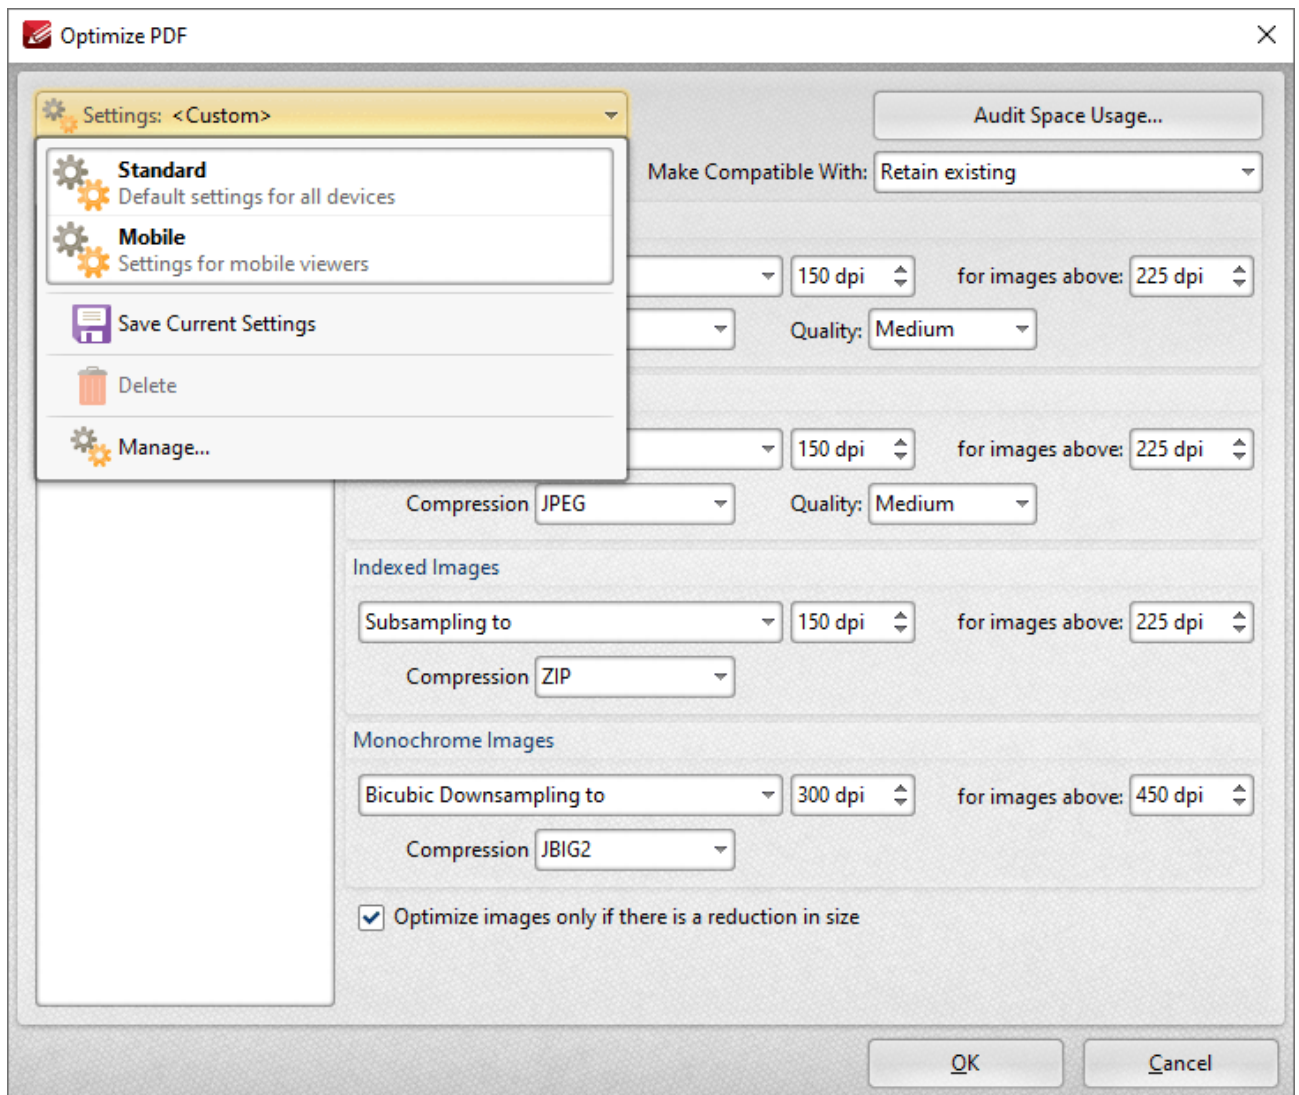 Optimize PDF
Settings: <Custom>
Audit Space Usage...
Standard
Default settings for all devices
Make Compatible With: Retain existing
Mobile
Settings for mobile viewers
150 dpi for images above: 225 dpi
Save Current Settings
Quality: Medium
Delete
Manage...
150 dpi for images above: 225 dpi
Compression JPEG Quality: Medium
Indexed Images
Subsampling to 150 dpi for images above: 225 dpi
Compression ZIP
Monochrome Images
Bicubic Downsampling to 300 dpi for images above: 450 dpi
Compression JBIG2
Optimize images only if there is a reduction in size
OK Cancel